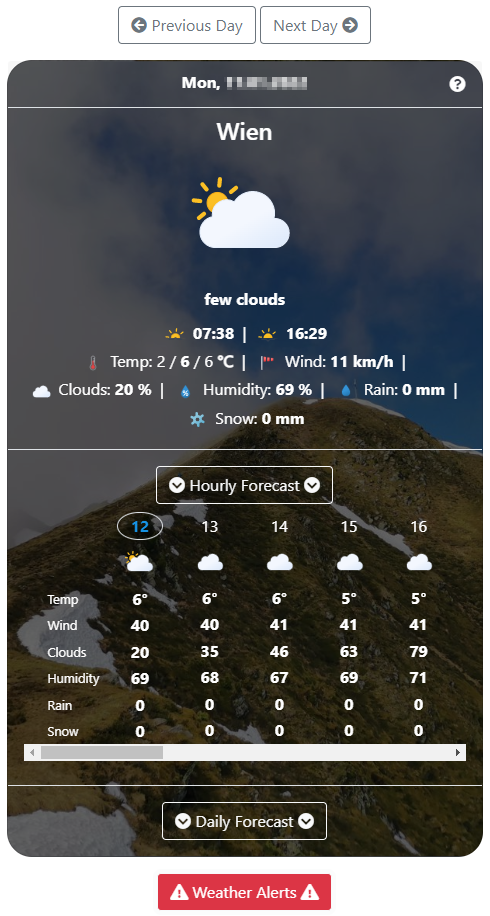 Previous Day Next Day
Mon,
Wien
few clouds
07:38 | 16:29
Temp: 2 / 6 / 6 °C | Wind: 11 km/h |
Clouds: 20 % | Humidity: 69 % | Rain: 0 mm |
Snow: 0 mm
Hourly Forecast
12 13 14 15 16
Temp 6° 6° 6° 5° 5°
Wind 40 40 41 41 41
Clouds 20 35 46 63 79
Humidity 69 68 67 69 71
Rain 0 0 0 0 0
Snow 0 0 0 0 0
Daily Forecast
Weather Alerts